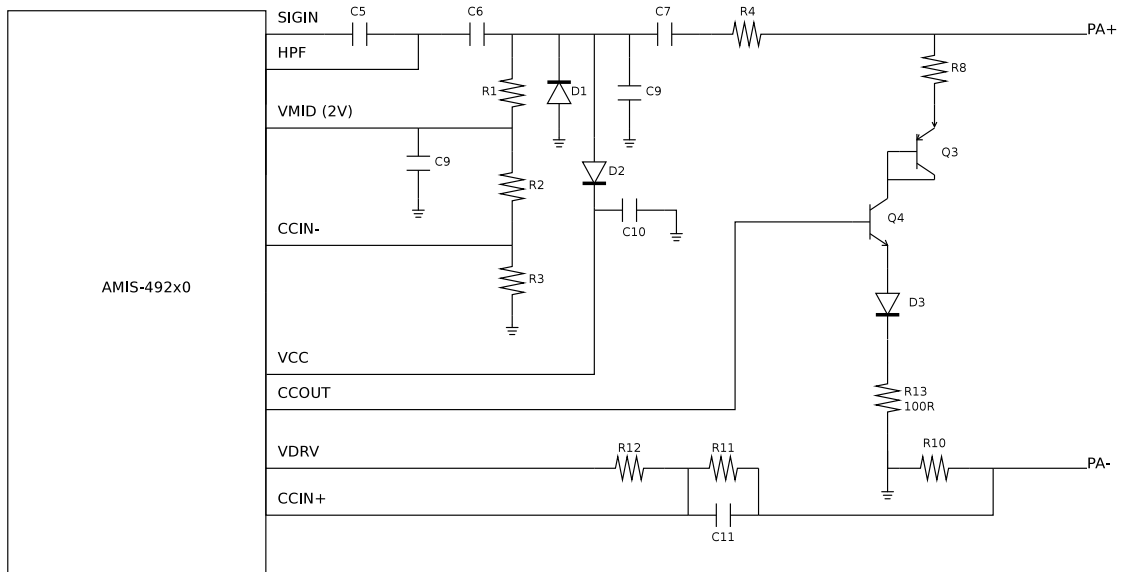 SIGIN
C5
C6
C7
R4
PA+
HPF
R8
R1
D1
C9
VMID (2V)
Q3
C9
D2
R2
Q4
CCIN-
C10
R3
AMIS-492x0
D3
VCC
CCOUT
R13
100R
VDRV
R12
R11
R10
PA-
CCIN+
C11